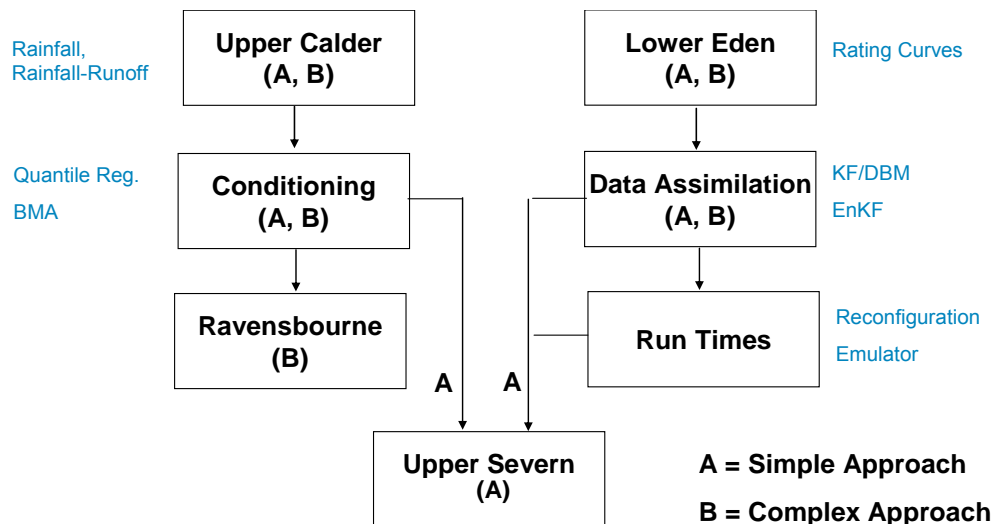 Rainfall,
Rainfall-Runoff
Upper Calder
(A, B)
Lower Eden
(A, B)
Rating Curves
Quantile Reg.
BMA
Conditioning
(A, B)
Data Assimilation
(A, B)
KF/DBM
EnKF
Ravensbourne
(B)
Run Times
Reconfiguration
Emulator
A
A
Upper Severn
(A)
A = Simple Approach
B = Complex Approach